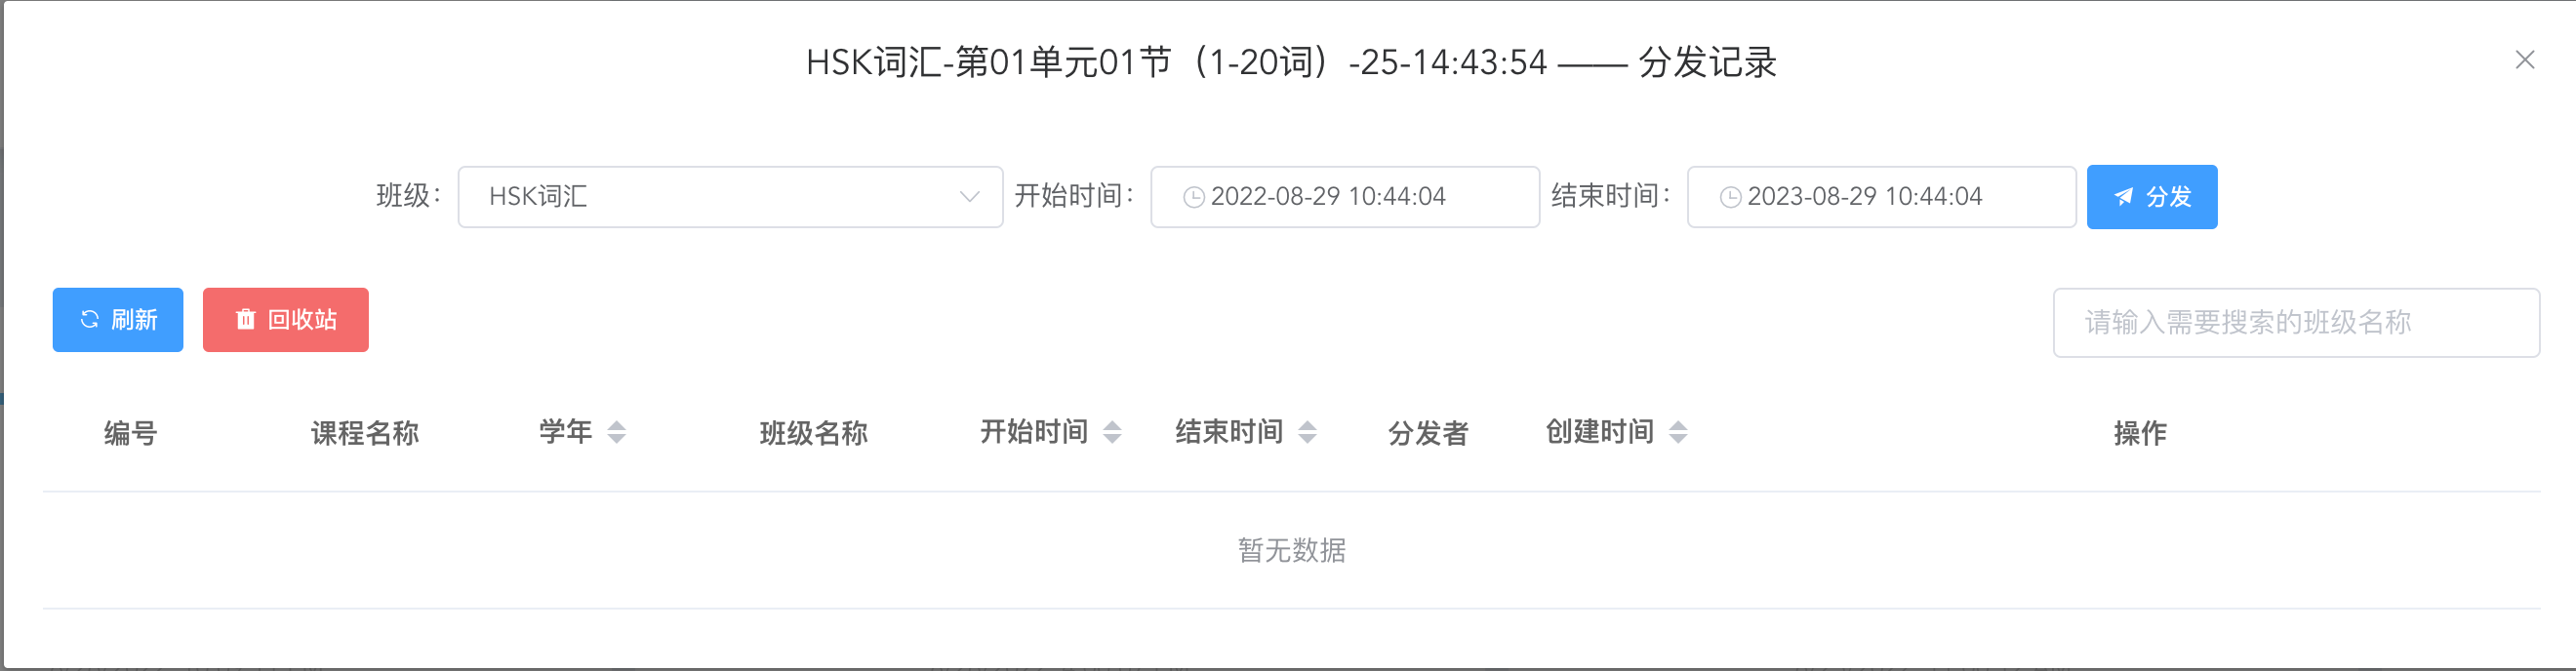 HSK词汇-第01单元01节（1-20词）-25-14:43:54 —— 分发记录
班级： HSK词汇 开始时间： 2022-08-29 10:44:04 结束时间： 2023-08-29 10:44:04 分发
刷新 回收站 请输入需要搜索的班级名称
编号 课程名称 学年 班级名称 开始时间 结束时间 分发者 创建时间 操作
暂无数据